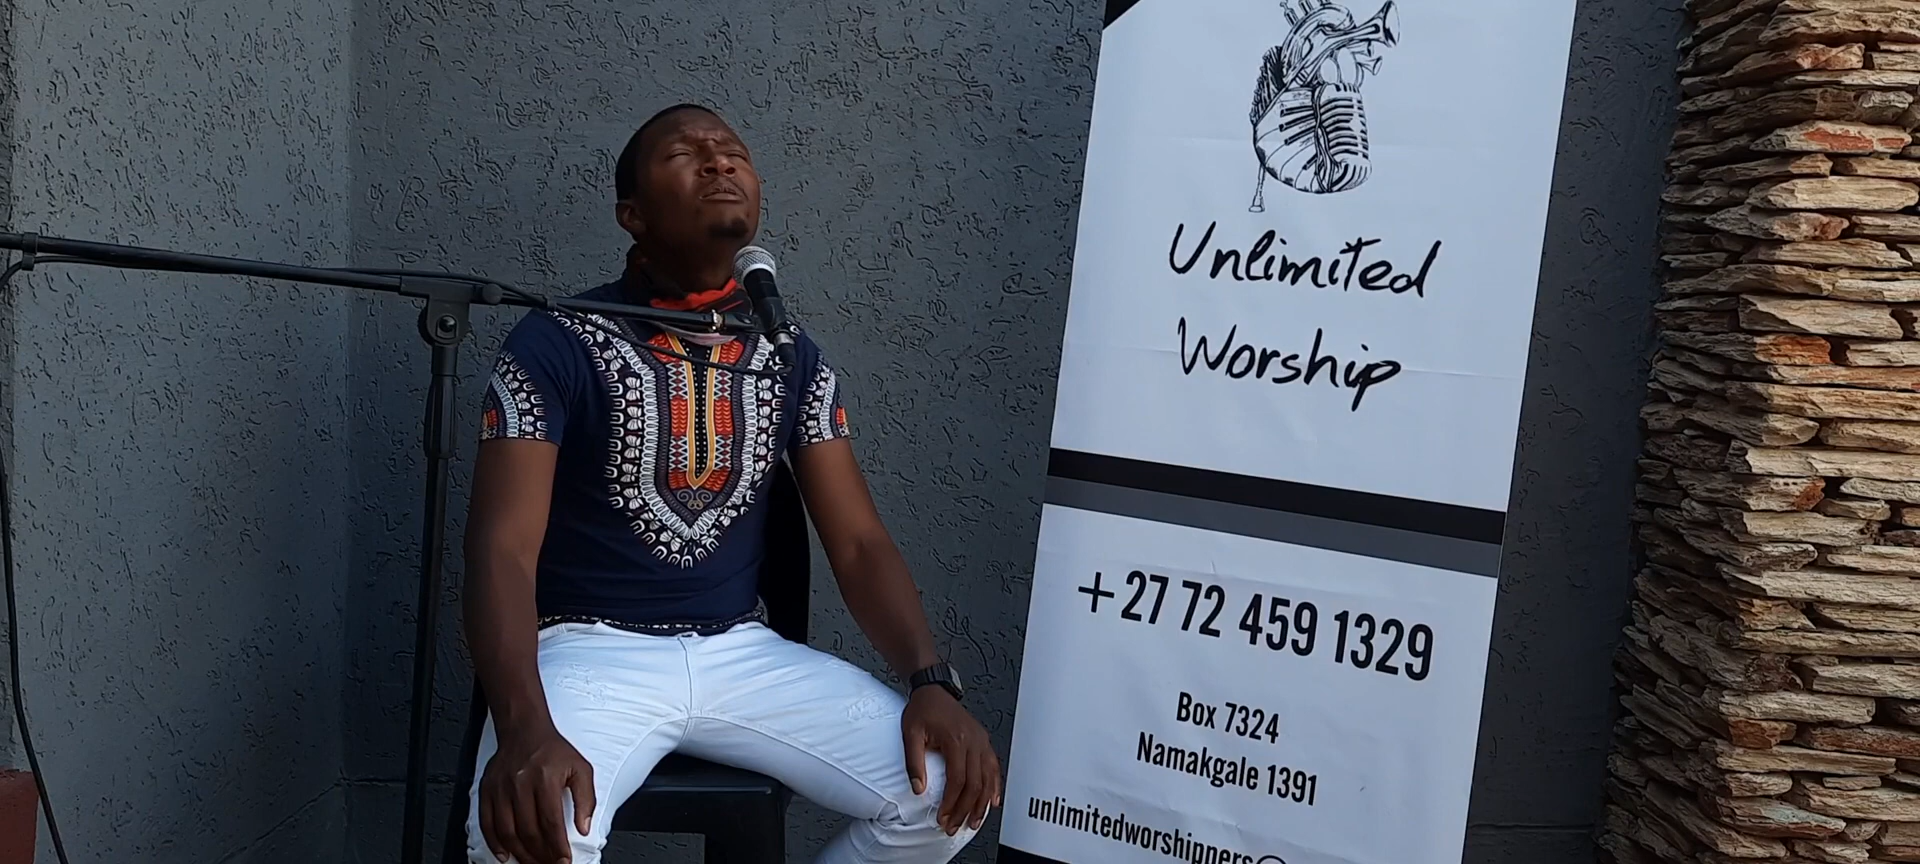 Unlimited
Worship
+27 72 459 1329
Box 7324
Namakgale 1391
unlimitedworshippers@